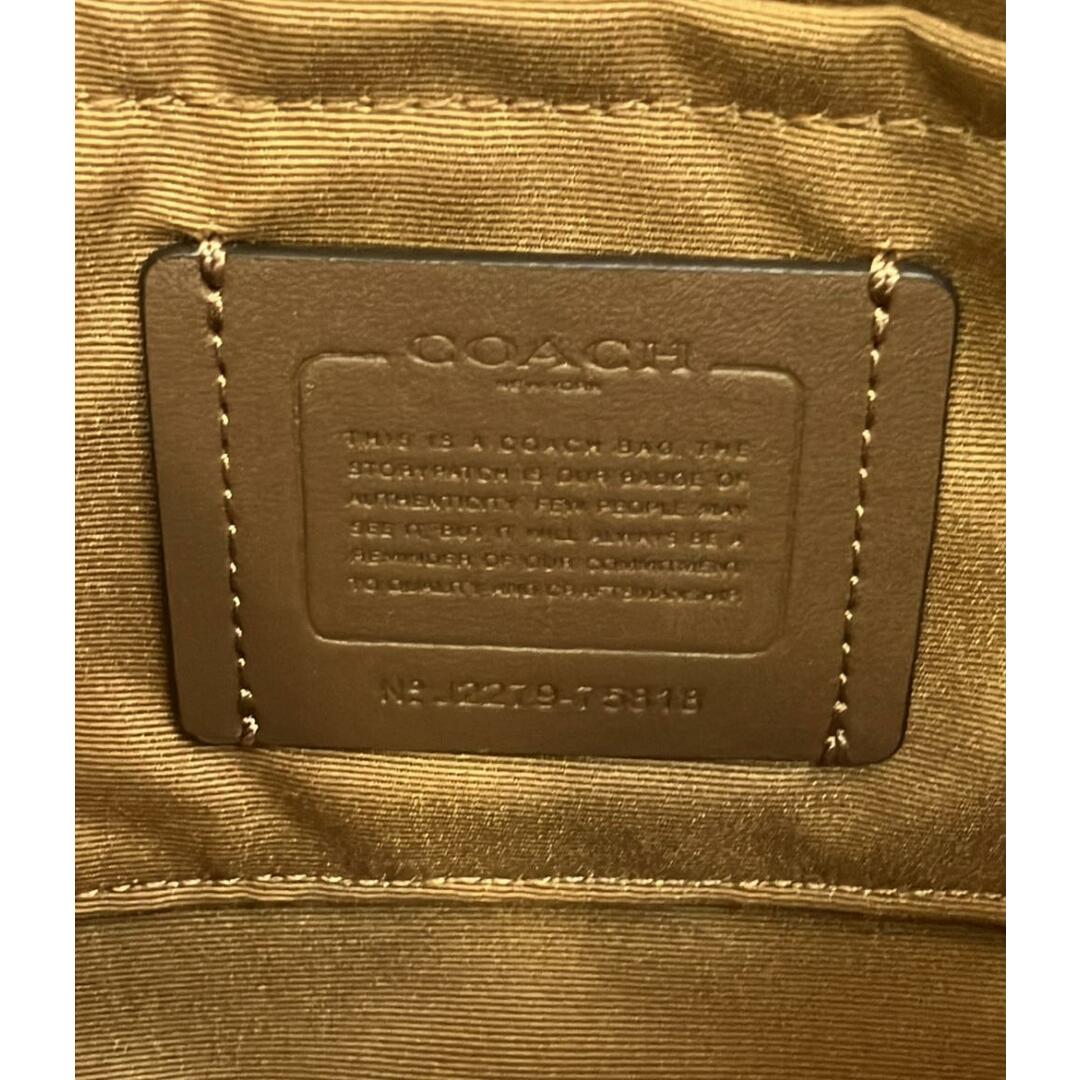 COACH
NEW YORK
THIS IS A COACH BAG. THE
STORYPATCH IS OUR BADGE OF
AUTHENTICITY. FEW PEOPLE MAY
SEE IT, BUT IT WILL ALWAYS BE A
REMINDER OF OUR COMMITMENT
TO QUALITY AND CRAFTSMANSHIP.
Nº J2279-75818